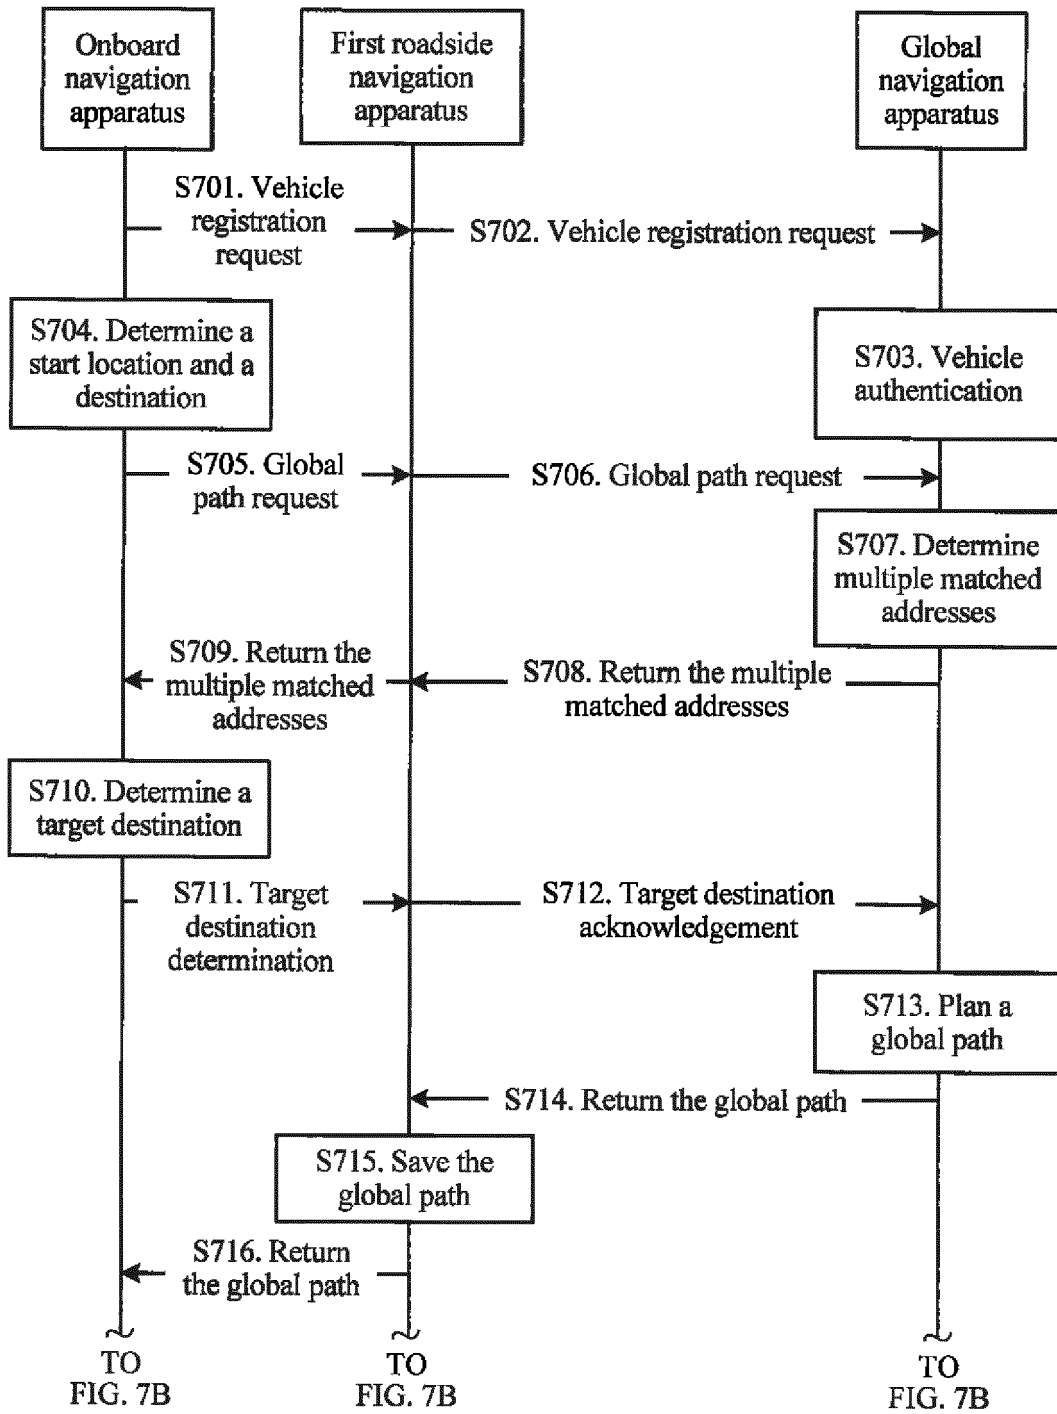 Onboard
navigation
apparatus
First roadside
navigation
apparatus
Global
navigation
apparatus
S701. Vehicle
registration
request
S702. Vehicle registration request
S704. Determine a
start location and a
destination
S703. Vehicle
authentication
S705. Global
path request
S706. Global path request
S707. Determine
multiple matched
addresses
S709. Return the
multiple matched
addresses
S708. Return the multiple
matched addresses
S710. Determine a
target destination
S711. Target
destination
determination
S712. Target destination
acknowledgement
S713. Plan a
global path
S714. Return the global path
S715. Save the
global path
S716. Return
the global path
TO
FIG. 7B
TO
FIG. 7B
TO
FIG. 7B